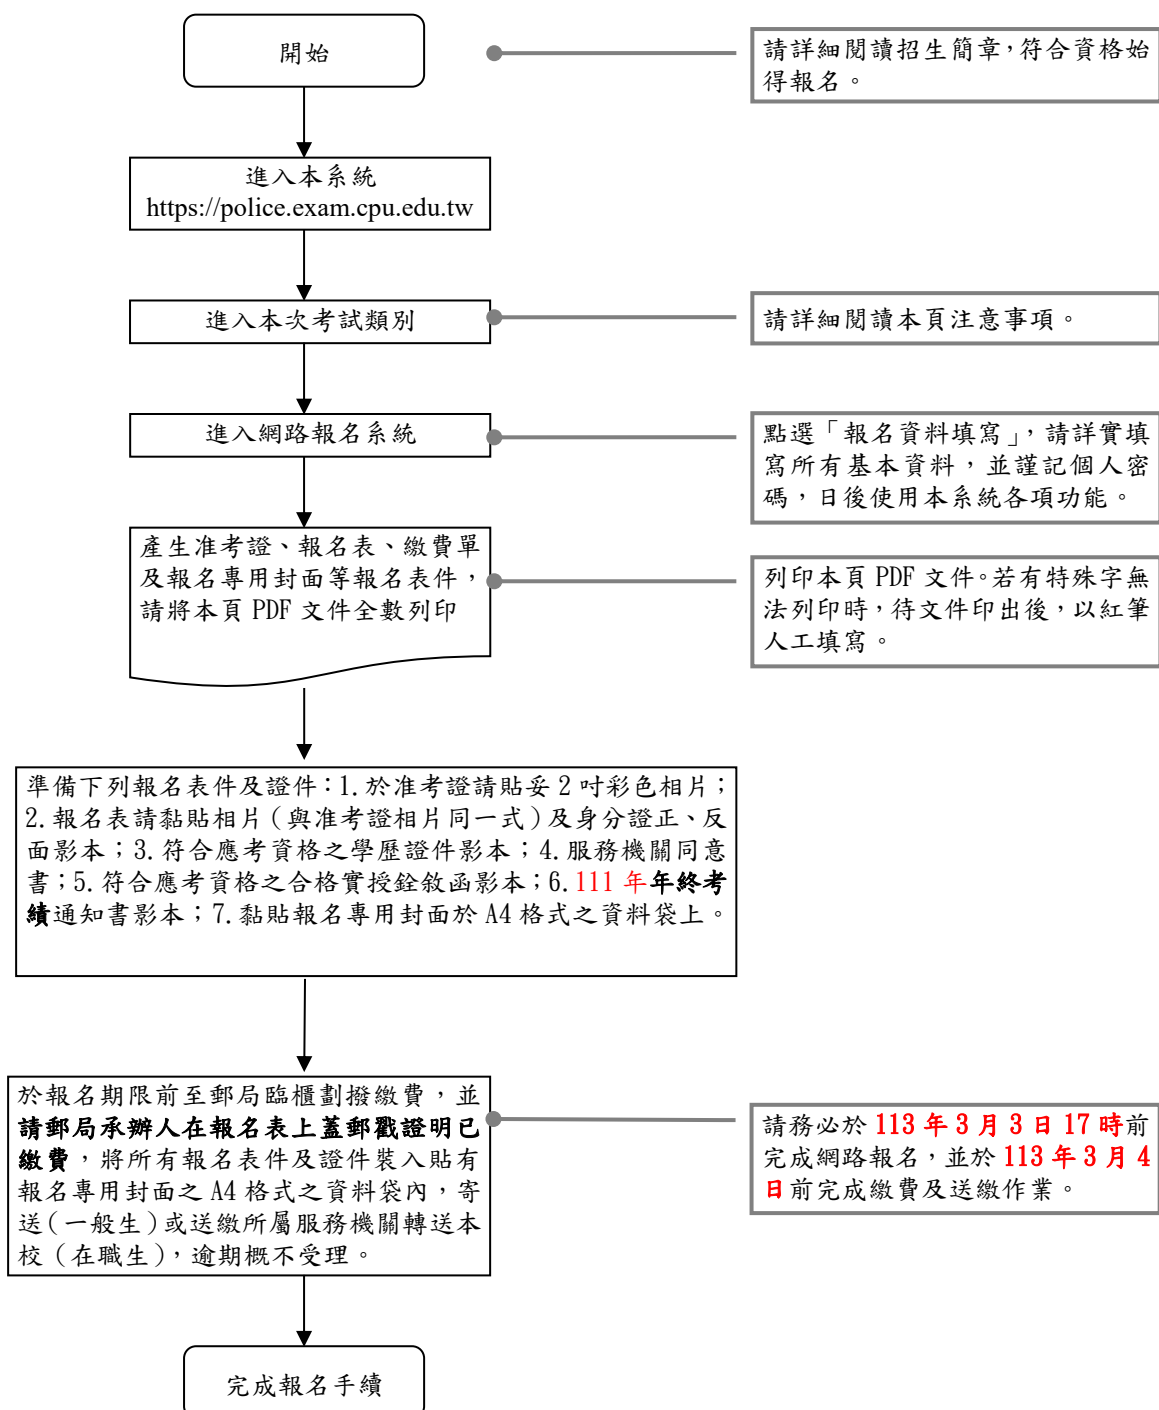 開始
請詳細閱讀招生簡章，符合資格始
得報名。
進入本系統
https://police.exam.cpu.edu.tw
進入本次考試類別
請詳細閱讀本頁注意事項。
進入網路報名系統
點選「報名資料填寫」，請詳實填
寫所有基本資料，並謹記個人密
碼，日後使用本系統各項功能。
產生准考證、報名表、繳費單
及報名專用封面等報名表件，
請將本頁 PDF 文件全數列印
列印本頁 PDF 文件。若有特殊字無
法列印時，待文件印出後，以紅筆
人工填寫。
準備下列報名表件及證件：1.於准考證請貼妥 2 吋彩色相片；
2.報名表請黏貼相片（與准考證相片同一式）及身分證正、反
面影本；3.符合應考資格之學歷證件影本；4.服務機關同意
書；5.符合應考資格之合格實授銓敘函影本；6.111 年年終考
績通知書影本；7.黏貼報名專用封面於 A4 格式之資料袋上。
於報名期限前至郵局臨櫃劃撥繳費，並
請郵局承辦人在報名表上蓋郵戳證明已
繳費，將所有報名表件及證件裝入貼有
報名專用封面之 A4 格式之資料袋內，寄
送（一般生）或送繳所屬服務機關轉送本
校（在職生），逾期概不受理。
請務必於 113 年 3 月 3 日 17 時前
完成網路報名，並於 113 年 3 月 4
日前完成繳費及送繳作業。
完成報名手續